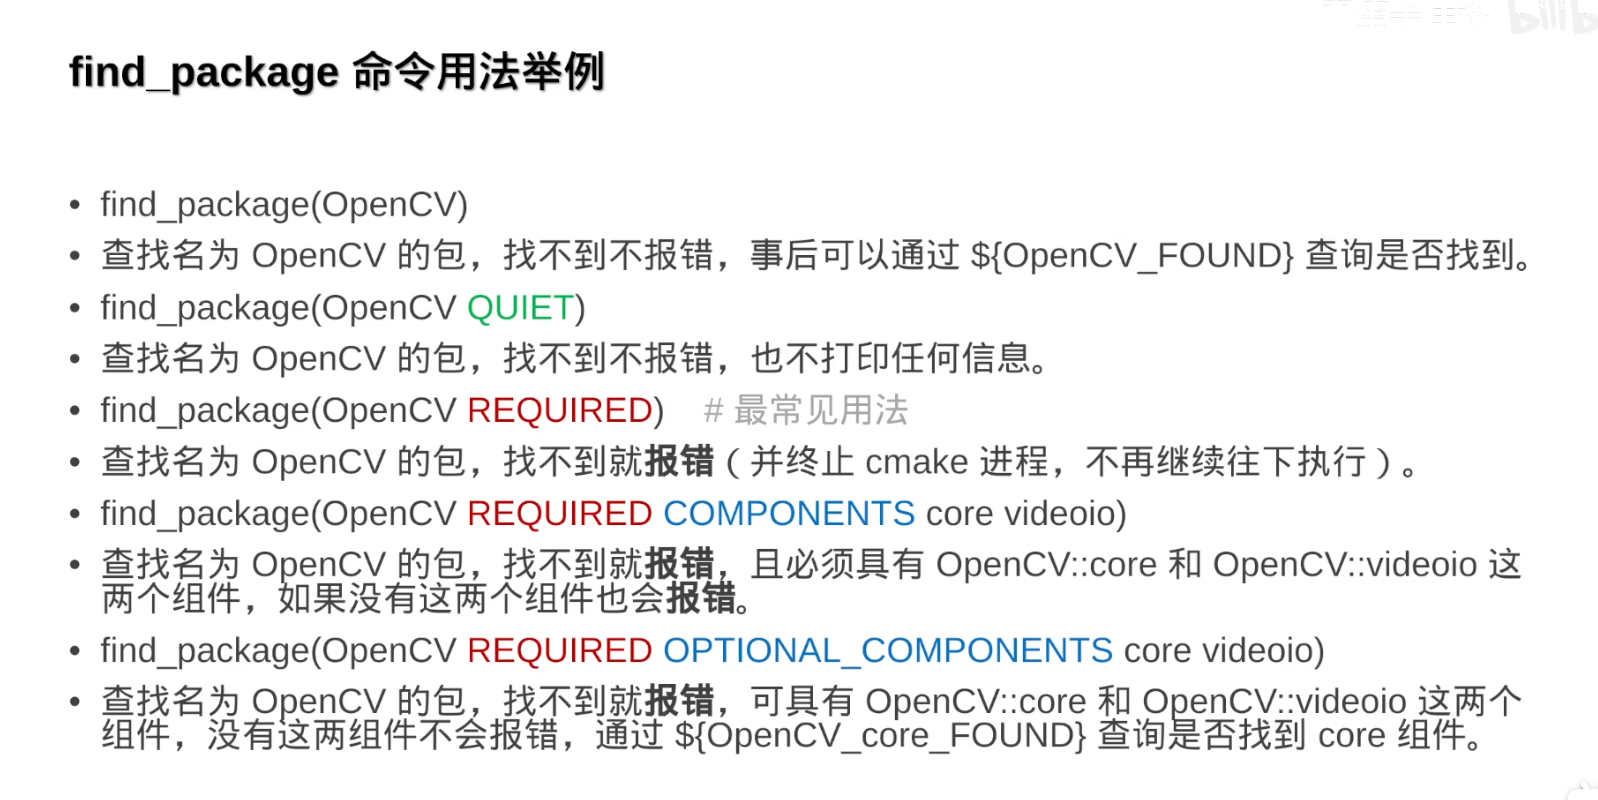 find_package 命令用法举例
• find_package(OpenCV)
• 查找名为 OpenCV 的包，找不到不报错，事后可以通过 ${OpenCV_FOUND} 查询是否找到。
• find_package(OpenCV QUIET)
• 查找名为 OpenCV 的包，找不到不报错，也不打印任何信息。
• find_package(OpenCV REQUIRED) # 最常见用法
• 查找名为 OpenCV 的包，找不到就报错（并终止 cmake 进程，不再继续往下执行）。
• find_package(OpenCV REQUIRED COMPONENTS core videoio)
• 查找名为 OpenCV 的包，找不到就报错，且必须具有 OpenCV::core 和 OpenCV::videoio 这
两个组件，如果没有这两个组件也会报错。
• find_package(OpenCV REQUIRED OPTIONAL_COMPONENTS core videoio)
• 查找名为 OpenCV 的包，找不到就报错，可具有 OpenCV::core 和 OpenCV::videoio 这两个
组件，没有这两组件不会报错，通过 ${OpenCV_core_FOUND} 查询是否找到 core 组件。